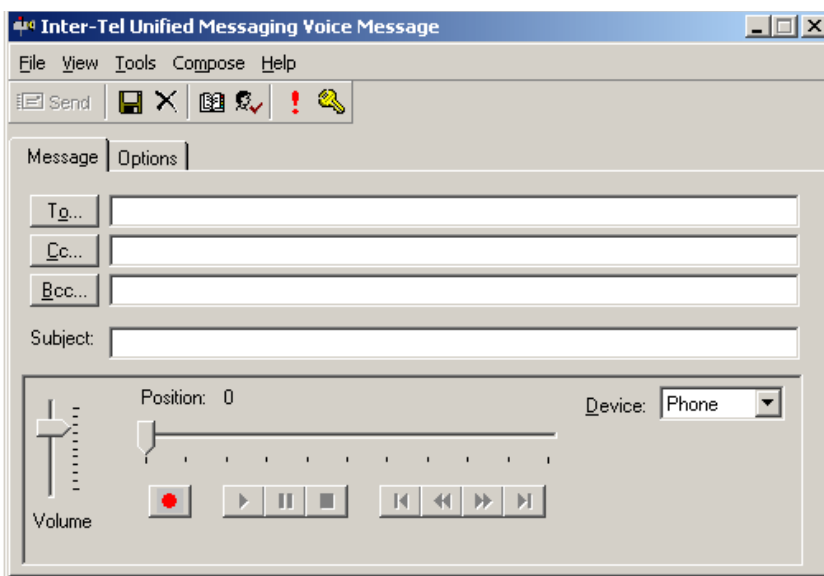 Inter-Tel Unified Messaging Voice Message
File View Tools Compose Help
Send
Message Options
To...
Cc...
Bcc...
Subject:
Position: 0
Device: Phone
Volume